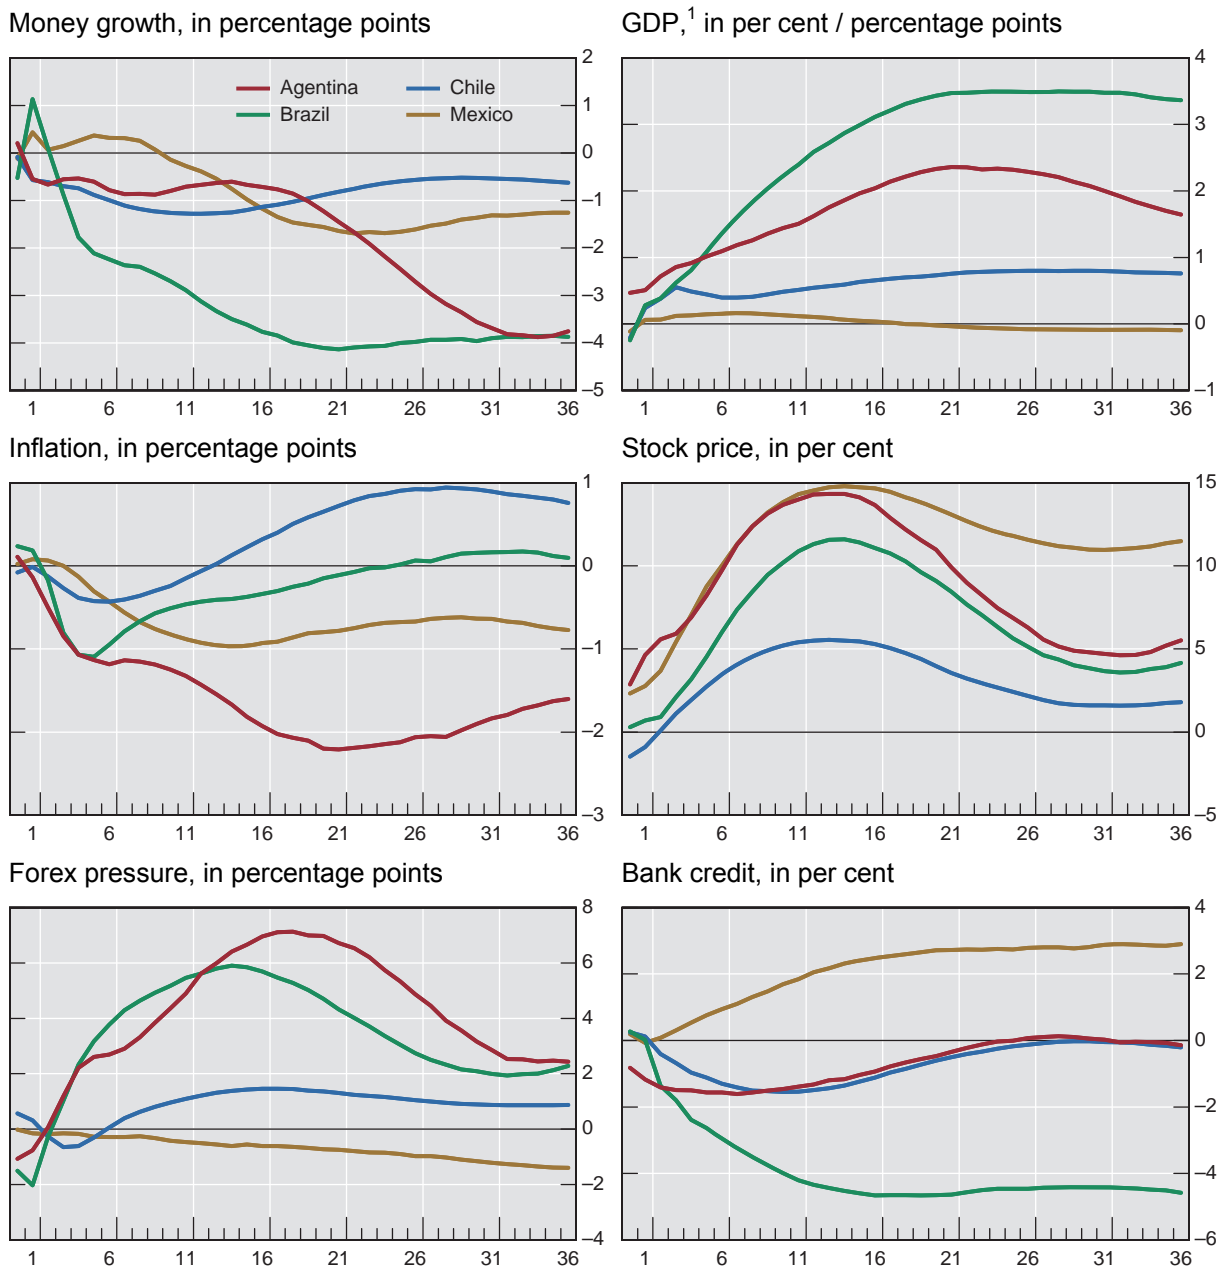 Money growth, in percentage points
GDP,1 in per cent / percentage points
Agentina
Chile
Brazil
Mexico
2
1
0
–1
–2
–3
–4
–5
1 6 11 16 21 26 31 36
4
3
2
1
0
–1
1 6 11 16 21 26 31 36
Inflation, in percentage points
Stock price, in per cent
1
0
–1
–2
–3
1 6 11 16 21 26 31 36
15
10
5
0
–5
1 6 11 16 21 26 31 36
Forex pressure, in percentage points
Bank credit, in per cent
8
6
4
2
0
–2
–4
1 6 11 16 21 26 31 36
4
2
0
–2
–4
–6
1 6 11 16 21 26 31 36